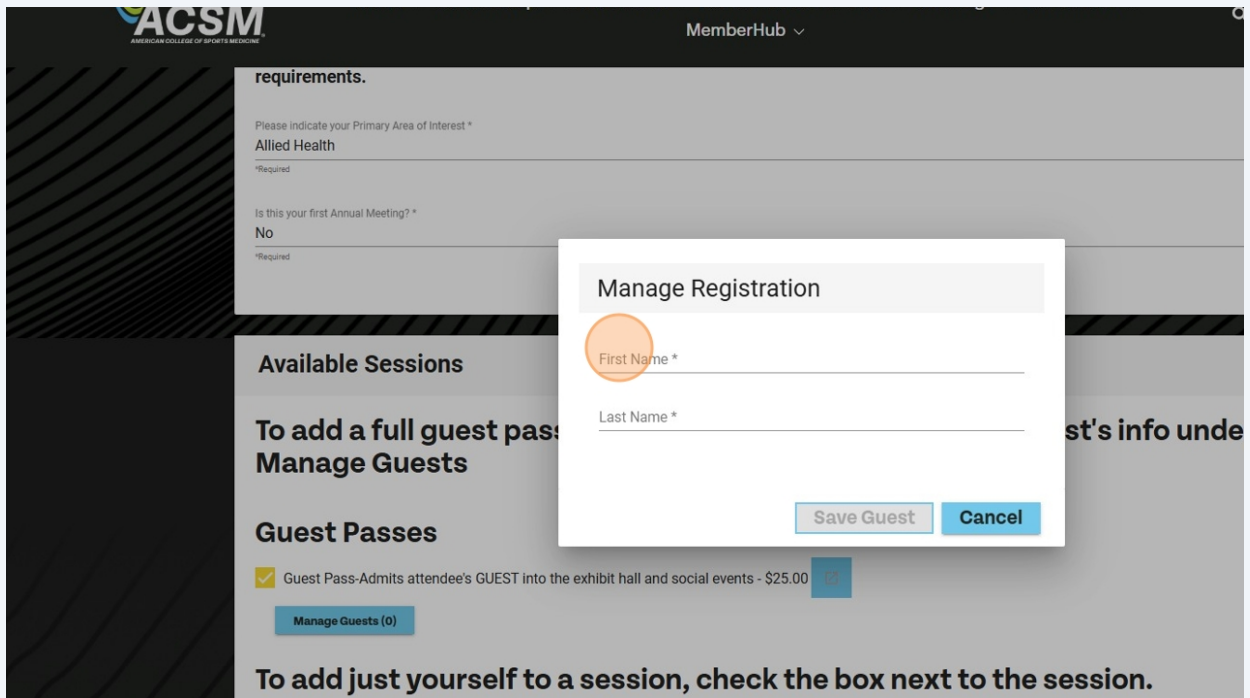 ACSM
AMERICAN COLLEGE OF SPORTS MEDICINE
MemberHub
requirements.
Please indicate your Primary Area of Interest *
Allied Health
*Required
Is this your first Annual Meeting? *
No
*Required
Manage Registration
First Name *
Last Name *
Save Guest
Cancel
Available Sessions
To add a full guest pass
st's info unde
Manage Guests
Guest Passes
Guest Pass-Admits attendee's GUEST into the exhibit hall and social events - $25.00
Manage Guests (0)
To add just yourself to a session, check the box next to the session.